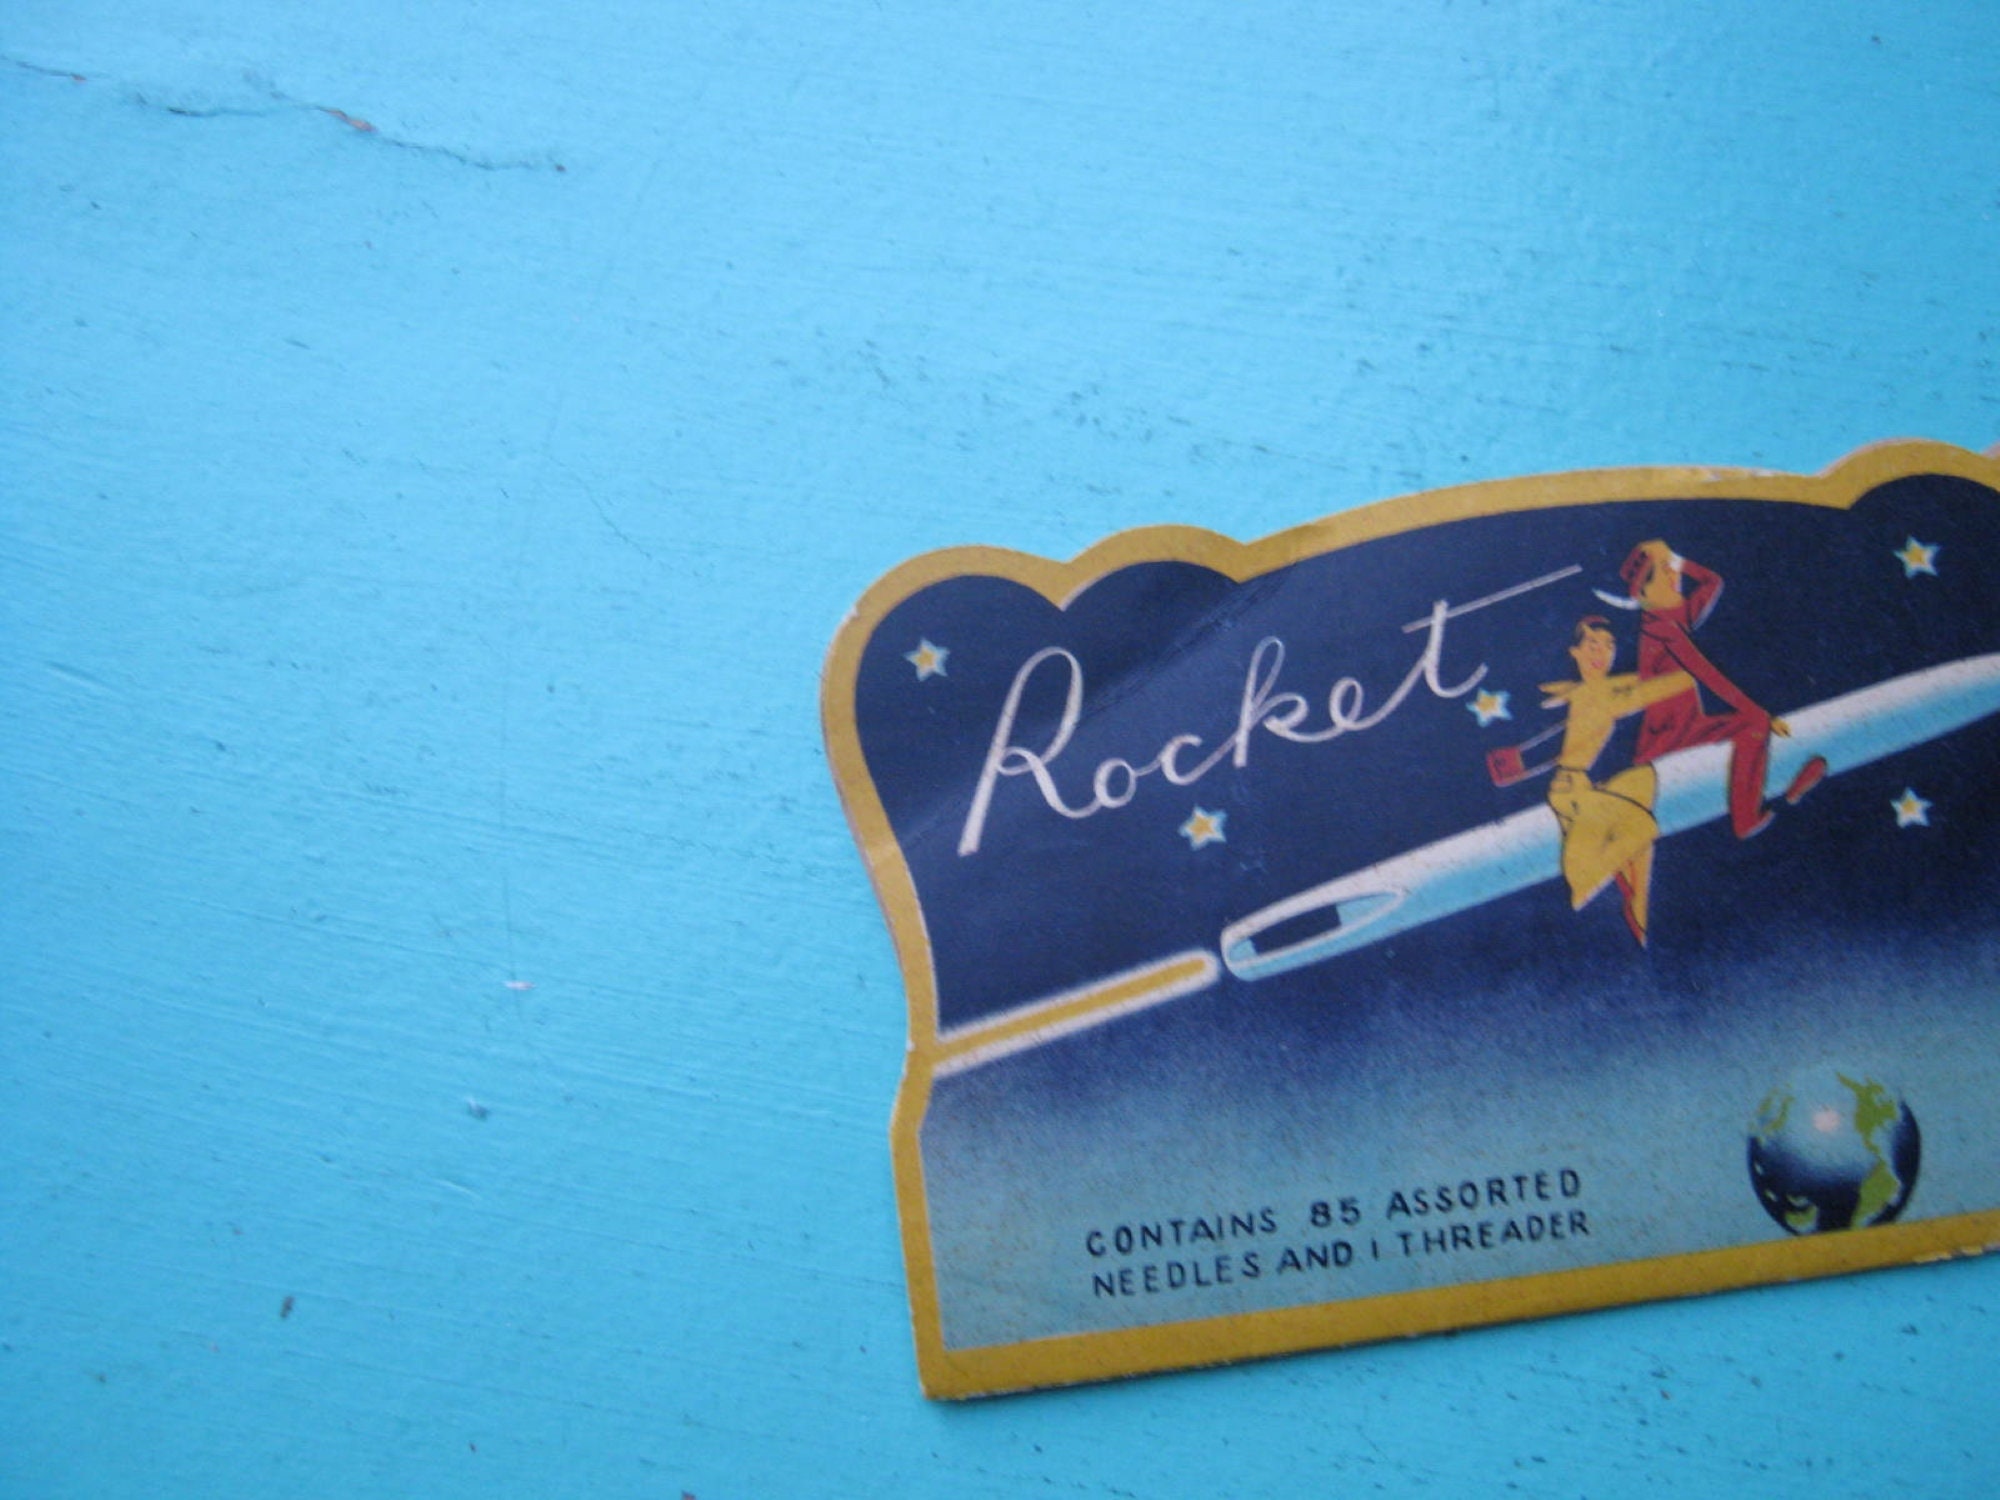 Rocket
CONTAINS 85 ASSORTED
NEEDLES AND 1 THREADER